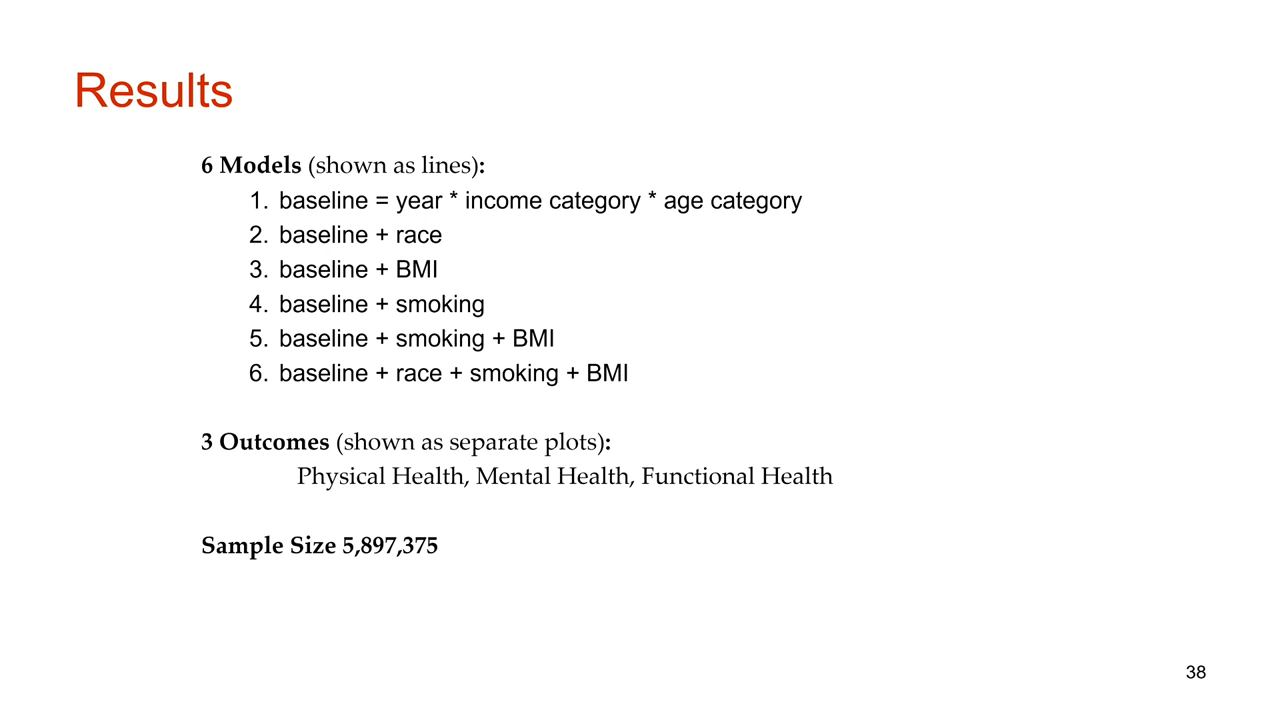 Results
6 Models (shown as lines):
1. baseline = year * income category * age category
2. baseline + race
3. baseline + BMI
4. baseline + smoking
5. baseline + smoking + BMI
6. baseline + race + smoking + BMI
3 Outcomes (shown as separate plots):
Physical Health, Mental Health, Functional Health
Sample Size 5,897,375
38